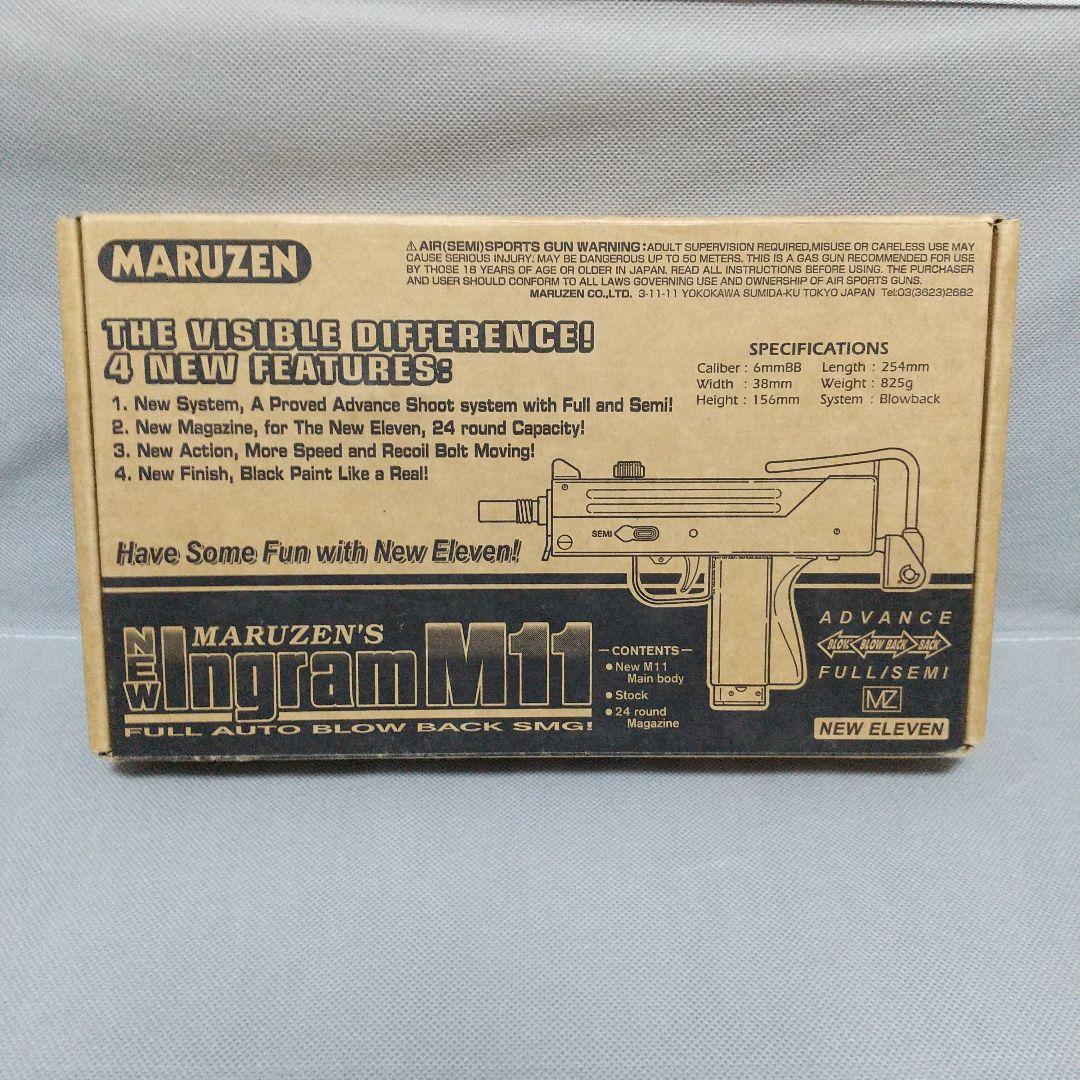 MARUZEN
⚠ AIR(SEMI)SPORTS GUN WARNING:ADULT SUPERVISION REQUIRED,MISUSE OR CARELESS USE MAY
CAUSE SERIOUS INJURY. MAY BE DANGEROUS UP TO 50 METERS. THIS IS A GAS GUN RECOMMENDED FOR USE
BY THOSE 18 YEARS OF AGE OR OLDER IN JAPAN. READ ALL INSTRUCTIONS BEFORE USING. THE PURCHASER
AND USER SHOULD CONFORM TO ALL LAWS GOVERNING USE AND OWNERSHIP OF AIR SPORTS GUNS.
MARUZEN CO.,LTD. 3-11-11 YOKOKAWA SUMIDA-KU TOKYO JAPAN Tel:03(3623)2682
THE VISIBLE DIFFERENCE!
4 NEW FEATURES:
1. New System, A Proved Advance Shoot system with Full and Semi!
2. New Magazine, for The New Eleven, 24 round Capacity!
3. New Action, More Speed and Recoil Bolt Moving!
4. New Finish, Black Paint Like a Real!
SPECIFICATIONS
Caliber : 6mmBB Length : 254mm
Width : 38mm Weight : 825g
Height : 156mm System : Blowback
SEMI
Have Some Fun with New Eleven!
NEW
MARUZEN'S
Ingram M11
FULL AUTO BLOW BACK SMG!
CONTENTS
• New M11
Main body
• Stock
• 24 round
Magazine
ADVANCE
BLOW BLOW BACK BACK
FULL/SEMI
MZ
NEW ELEVEN